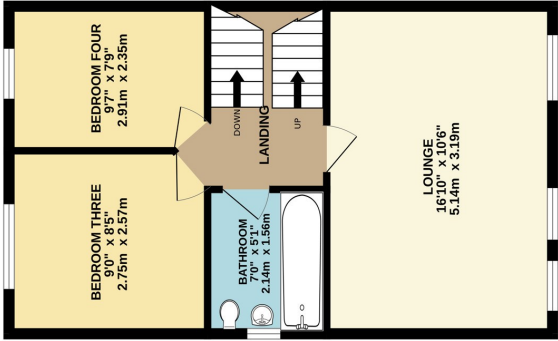 BEDROOM FOUR
9'7" x 7'9"
2.91m x 2.35m
DOWN
LANDING
UP
LOUNGE
16'10" x 10'6"
5.14m x 3.19m
BEDROOM THREE
9'0" x 8'5"
2.75m x 2.57m
BATHROOM
7'0" x 5'1"
2.14m x 1.56m